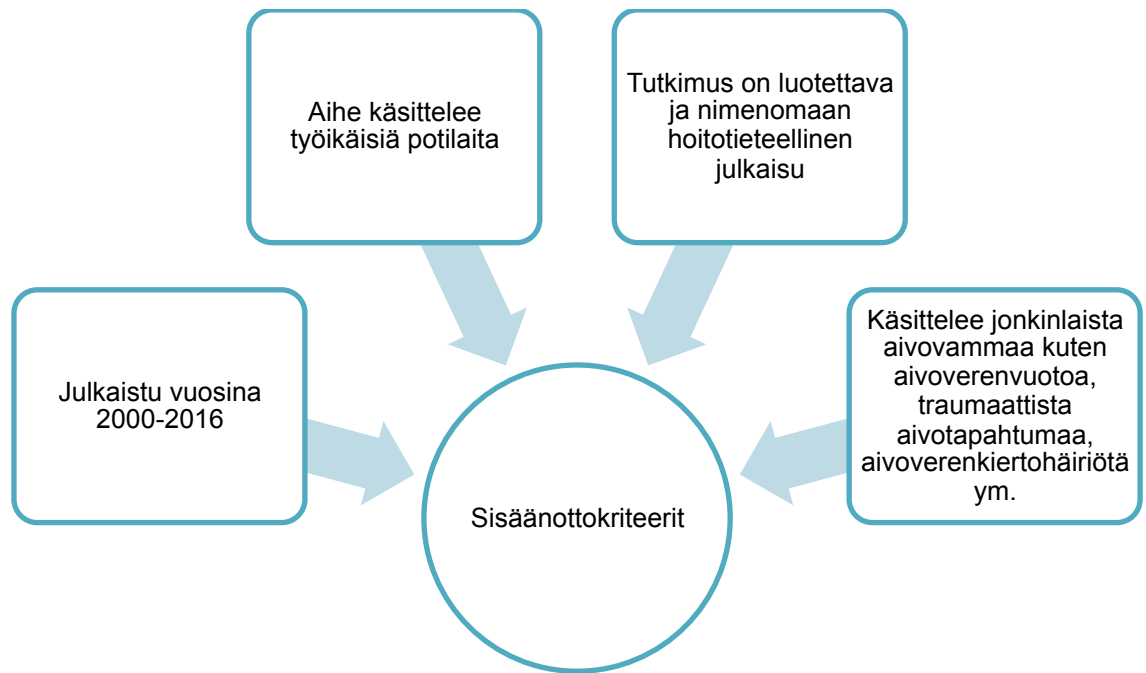 Julkaistu vuosina
2000-2016
Aihe käsittelee
työikäisiä potilaita
Tutkimus on luotettava
ja nimenomaan
hoitotieteellinen
julkaisu
Käsittelee jonkinlaista
aivovammaa kuten
aivoverenvuotoa,
traumaattista
aivotapahtumaa,
aivoverenkiertohäiriötä
ym.
Sisäänottokriteerit